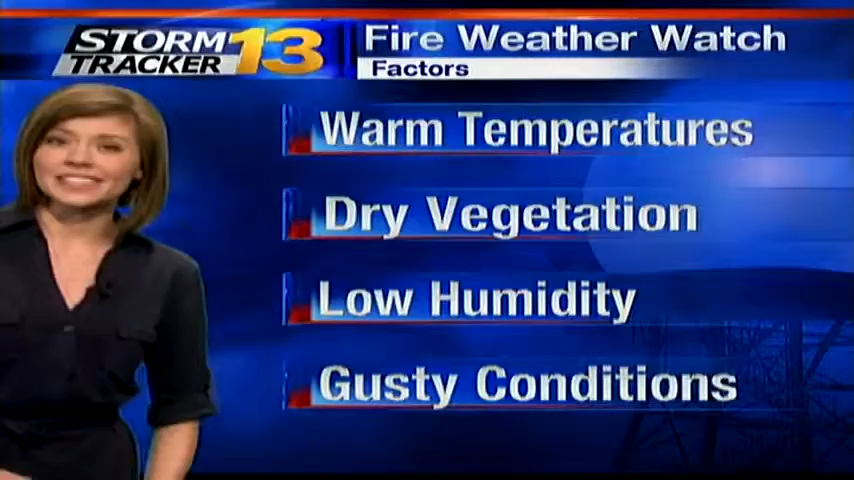 STORM
TRACKER 13
Fire Weather Watch
Factors
Warm Temperatures
Dry Vegetation
Low Humidity
Gusty Conditions